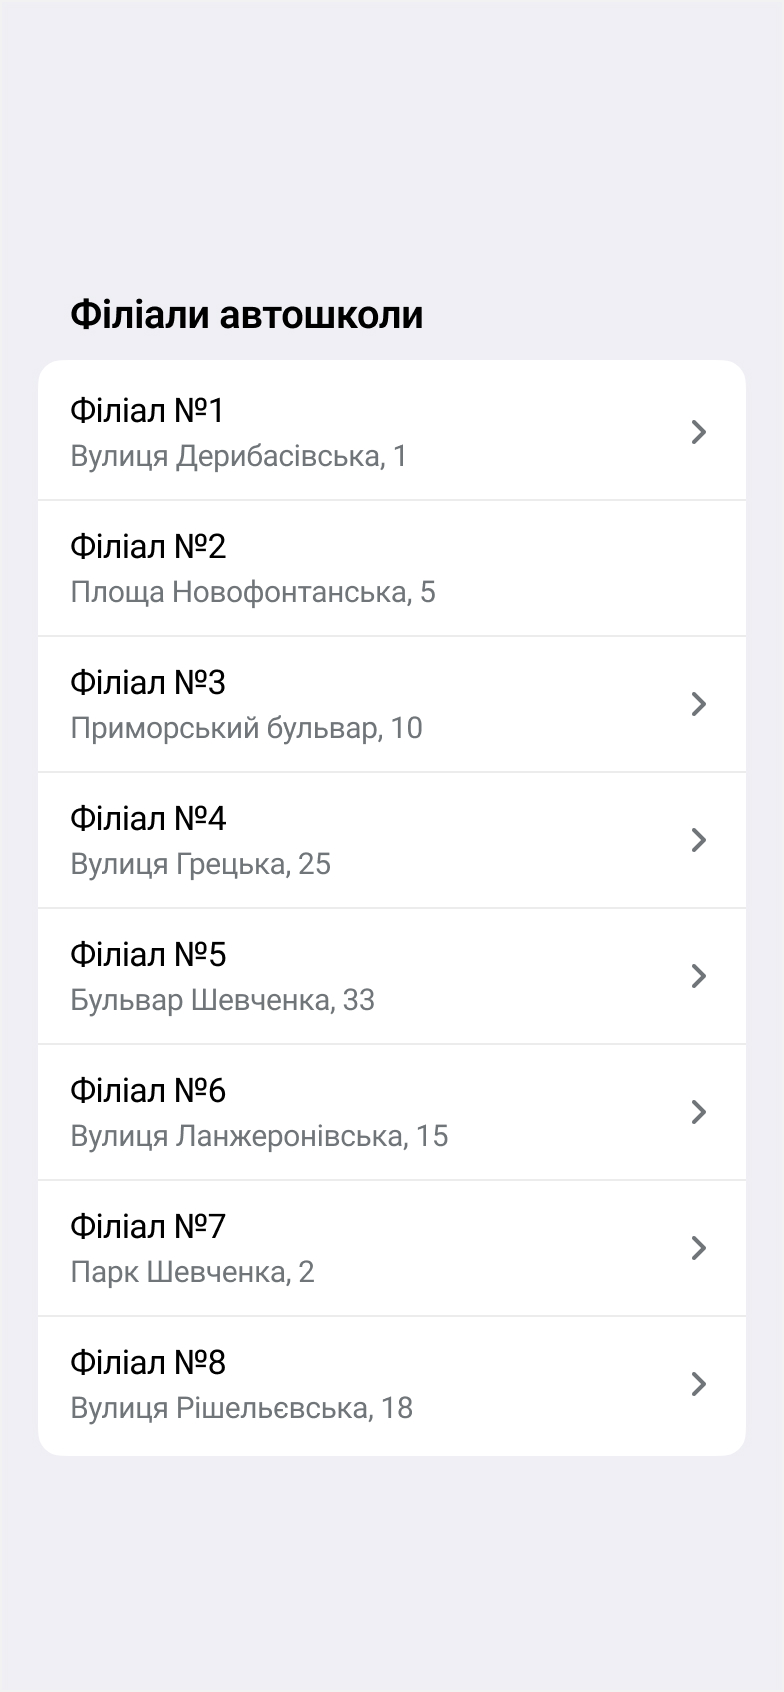 Філіали автошколи
Філіал №1
Вулиця Дерибасівська, 1
Філіал №2
Площа Новофонтанська, 5
Філіал №3
Приморський бульвар, 10
Філіал №4
Вулиця Грецька, 25
Філіал №5
Бульвар Шевченка, 33
Філіал №6
Вулиця Ланжеронівська, 15
Філіал №7
Парк Шевченка, 2
Філіал №8
Вулиця Рішельєвська, 18